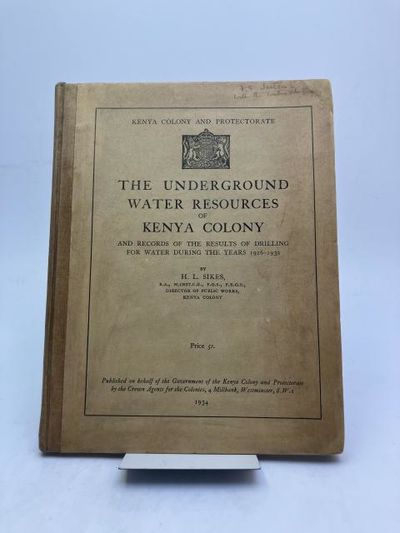 KENYA COLONY AND PROTECTORATE
THE UNDERGROUND
WATER RESOURCES
OF
KENYA COLONY
AND RECORDS OF THE RESULTS OF DRILLING
FOR WATER DURING THE YEARS 1926-1931
BY
H. L. SIKES,
B.A., M.INST.C.E., F.G.S., F.R.G.S.,
DIRECTOR OF PUBLIC WORKS,
KENYA COLONY
Price 5/.
Published on behalf of the Government of the Kenya Colony and Protectorate
by the Crown Agents for the Colonies, 4 Millbank, Westminster, S.W.1
1934